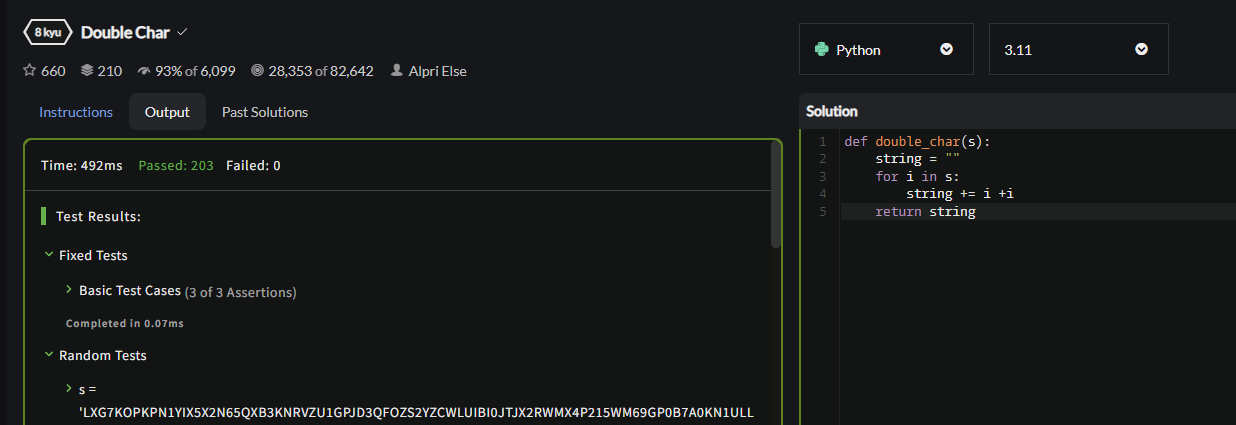 8 kyu Double Char
660 210 93% of 6,099 28,353 of 82,642 Alpri Else
Python 3.11
Instructions Output Past Solutions
Time: 492ms Passed: 203 Failed: 0
Test Results:
Fixed Tests
Basic Test Cases (3 of 3 Assertions)
Completed in 0.07ms
Random Tests
s =
'LXG7KOPKPN1YIX5X2N65QXB3KNRVZU1GPJD3QFOZS2YZCWLUIBI0JTJX2RWMX4P215WM69GP0B7A0KN1ULL
Solution
1 def double_char(s):
2 string = ""
3 for i in s:
4 string += i +i
5 return string